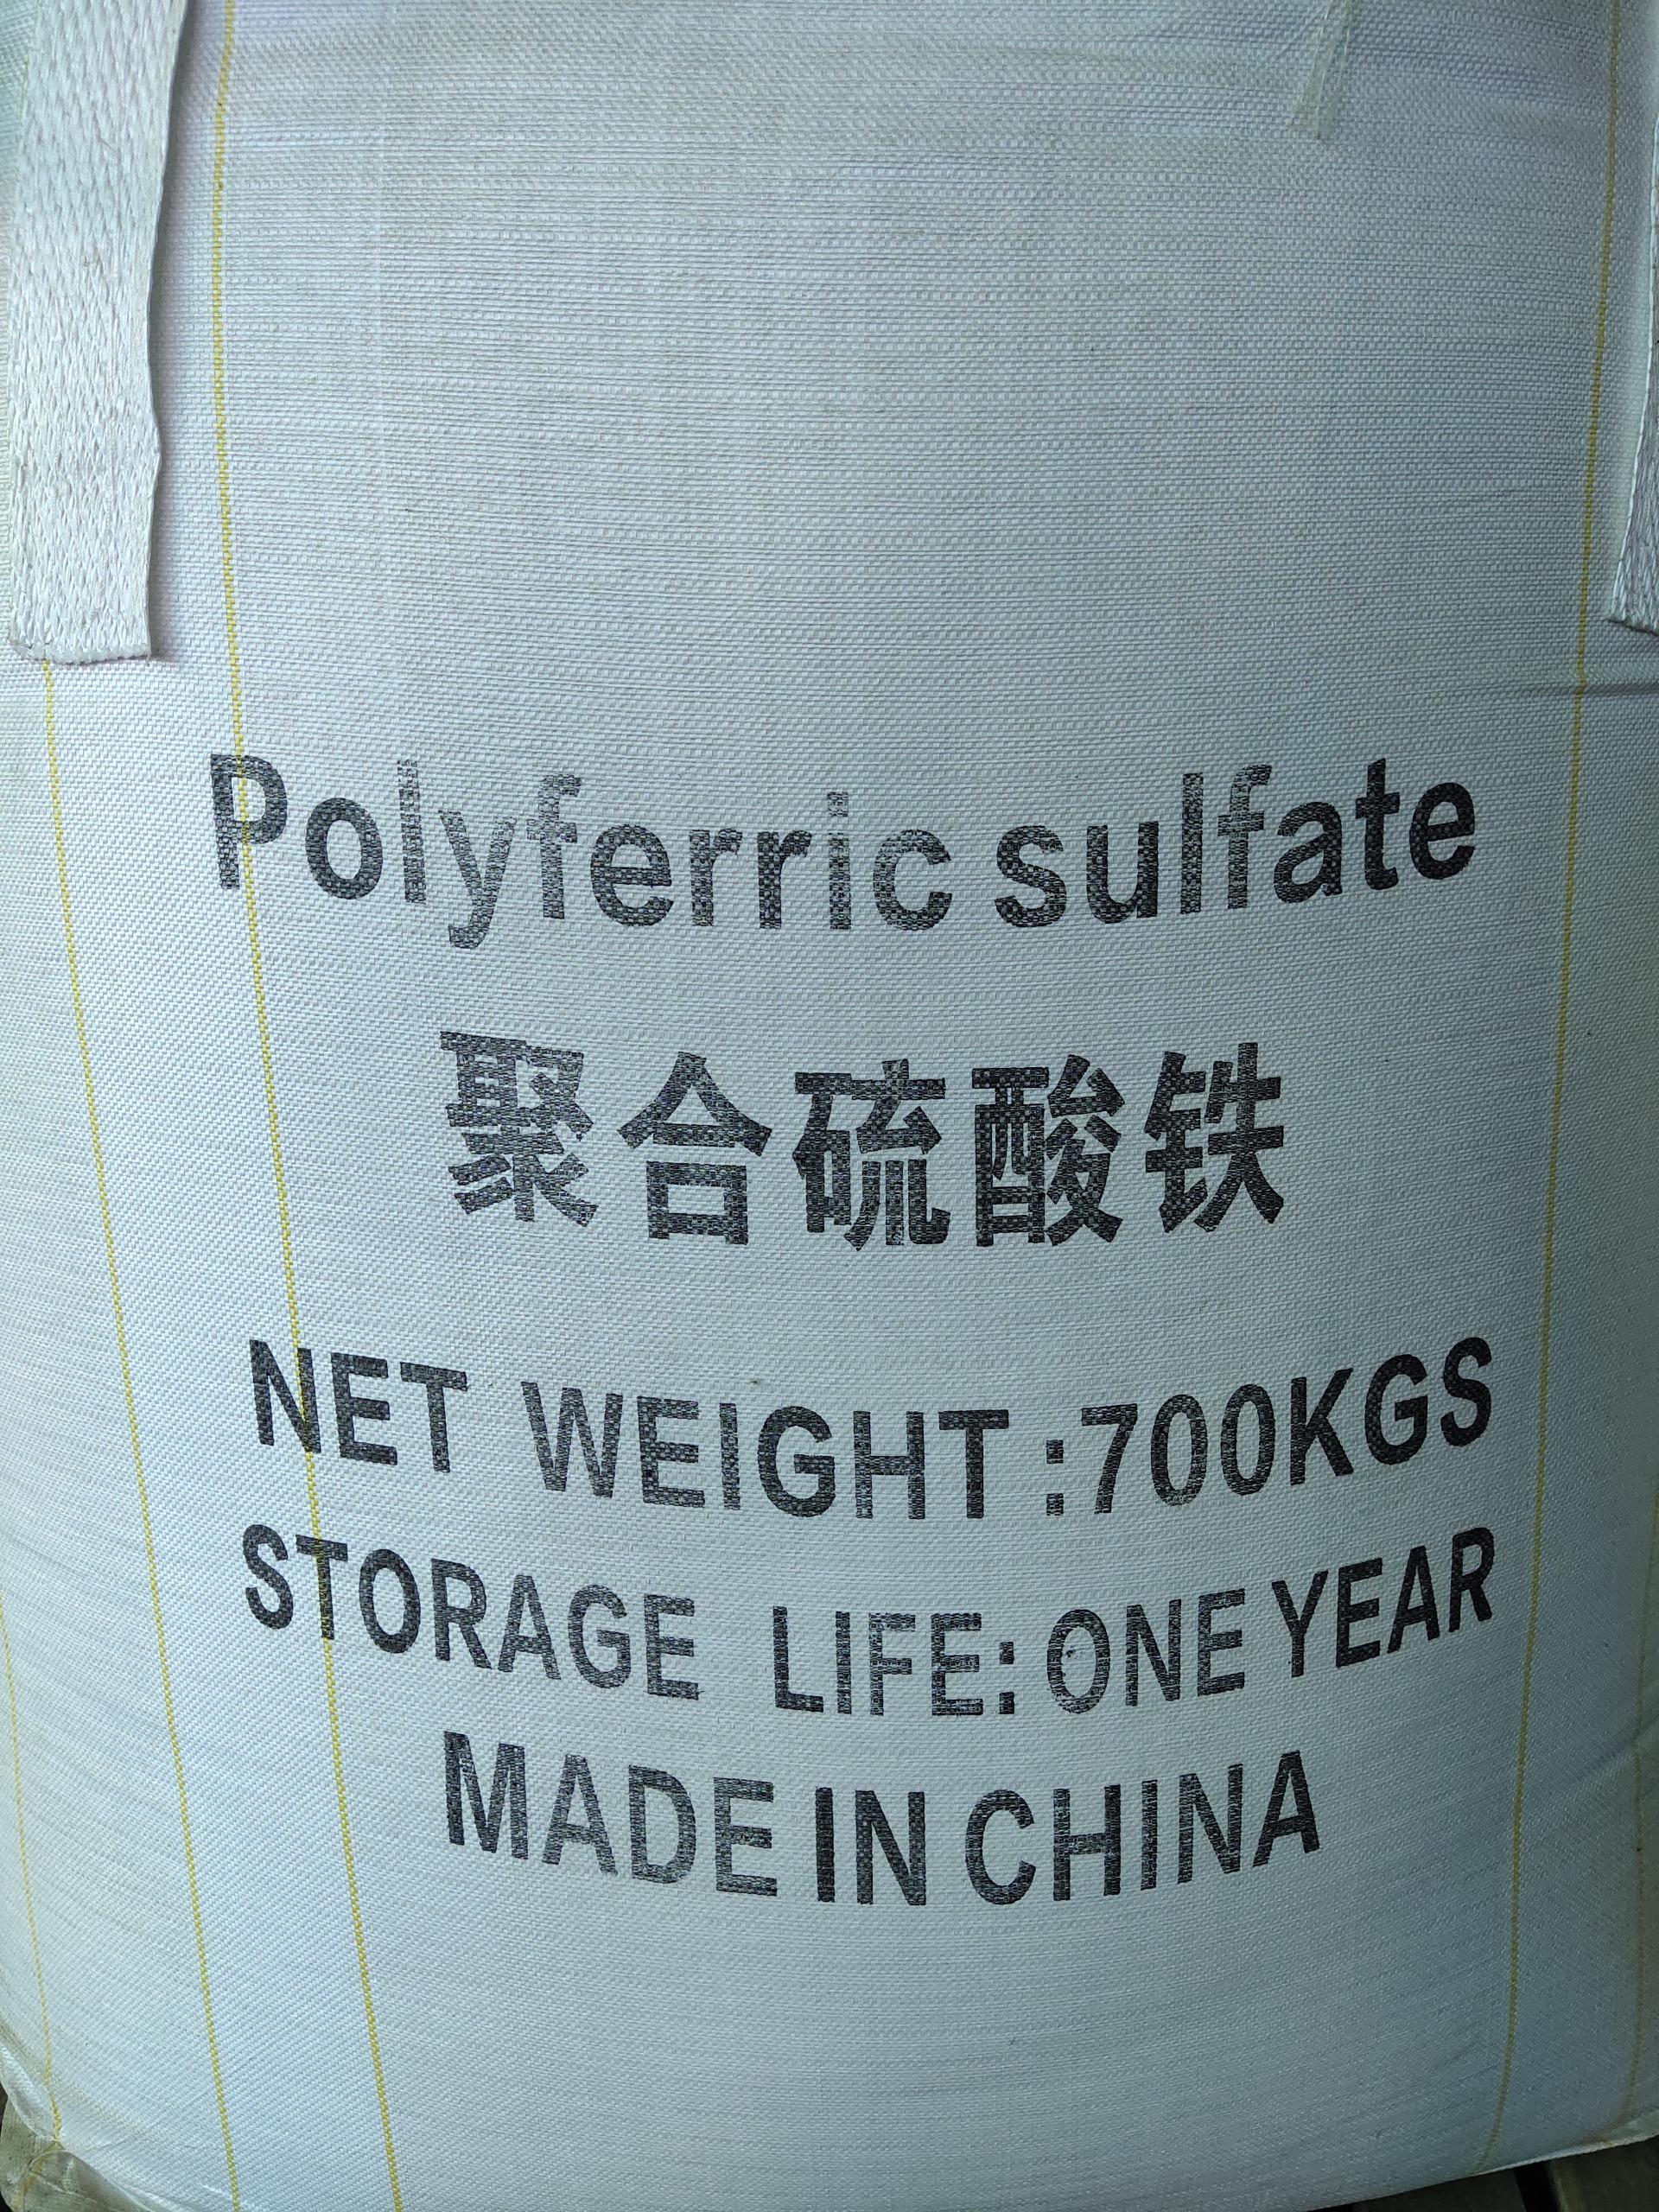 Polyferric sulfate
聚合硫酸铁
NET WEIGHT:700KGS
STORAGE LIFE:ONE YEAR
MADE IN CHINA